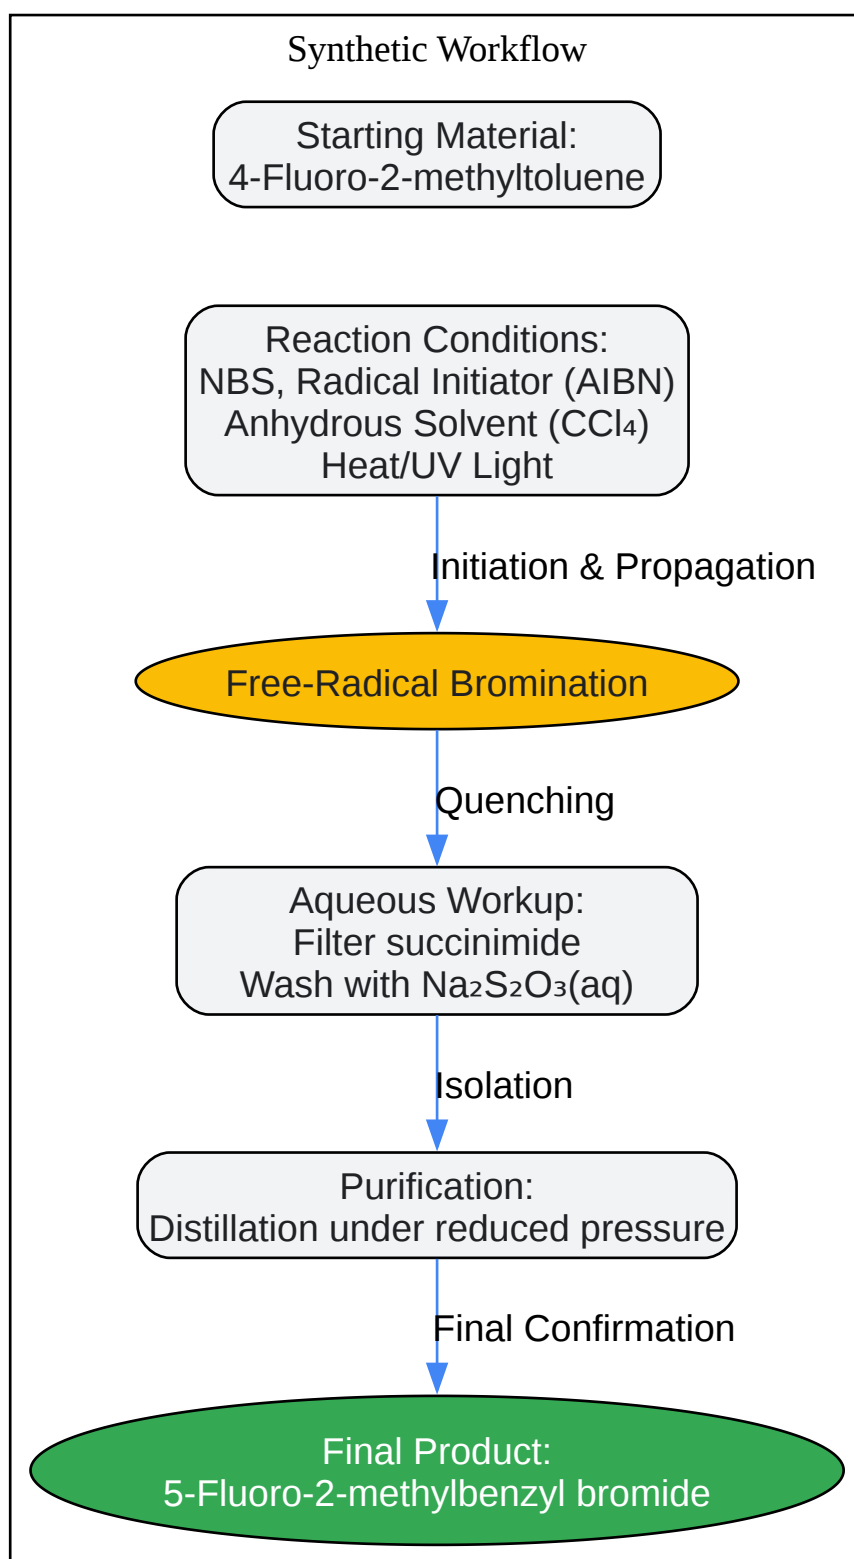 Synthetic Workflow
Starting Material:
4-Fluoro-2-methyltoluene
Reaction Conditions:
NBS, Radical Initiator (AIBN)
Anhydrous Solvent (CCl₄)
Heat/UV Light
Initiation & Propagation
Free-Radical Bromination
Quenching
Aqueous Workup:
Filter succinimide
Wash with Na₂S₂O₃(aq)
Isolation
Purification:
Distillation under reduced pressure
Final Confirmation
Final Product:
5-Fluoro-2-methylbenzyl bromide